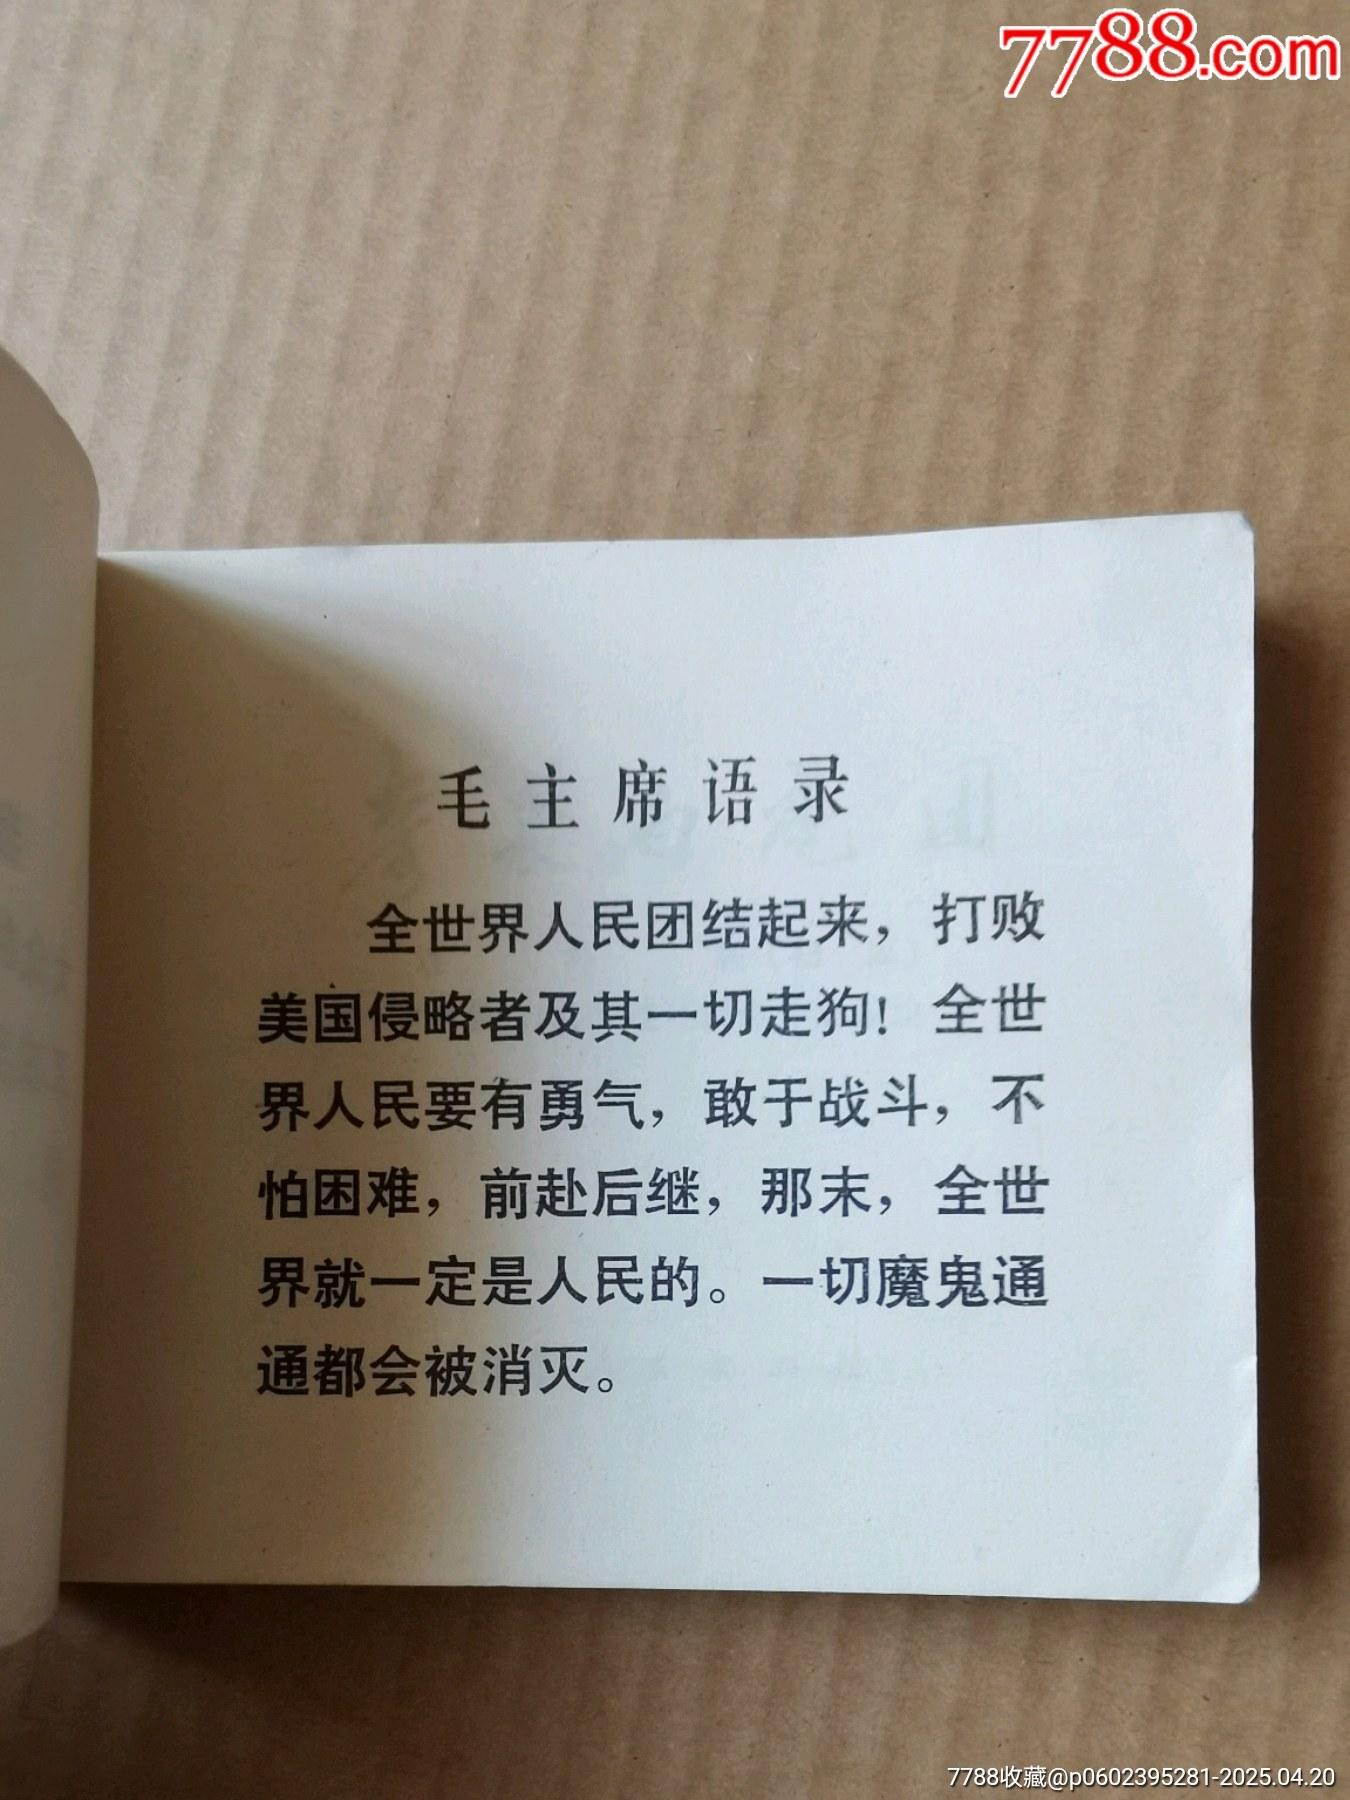 7788.com
毛主席语录
全世界人民团结起来，打败
美国侵略者及其一切走狗！全世
界人民要有勇气，敢于战斗，不
怕困难，前赴后继，那末，全世
界就一定是人民的。一切魔鬼通
通都会被消灭。
7788收藏@p0602395281-2025.04.20